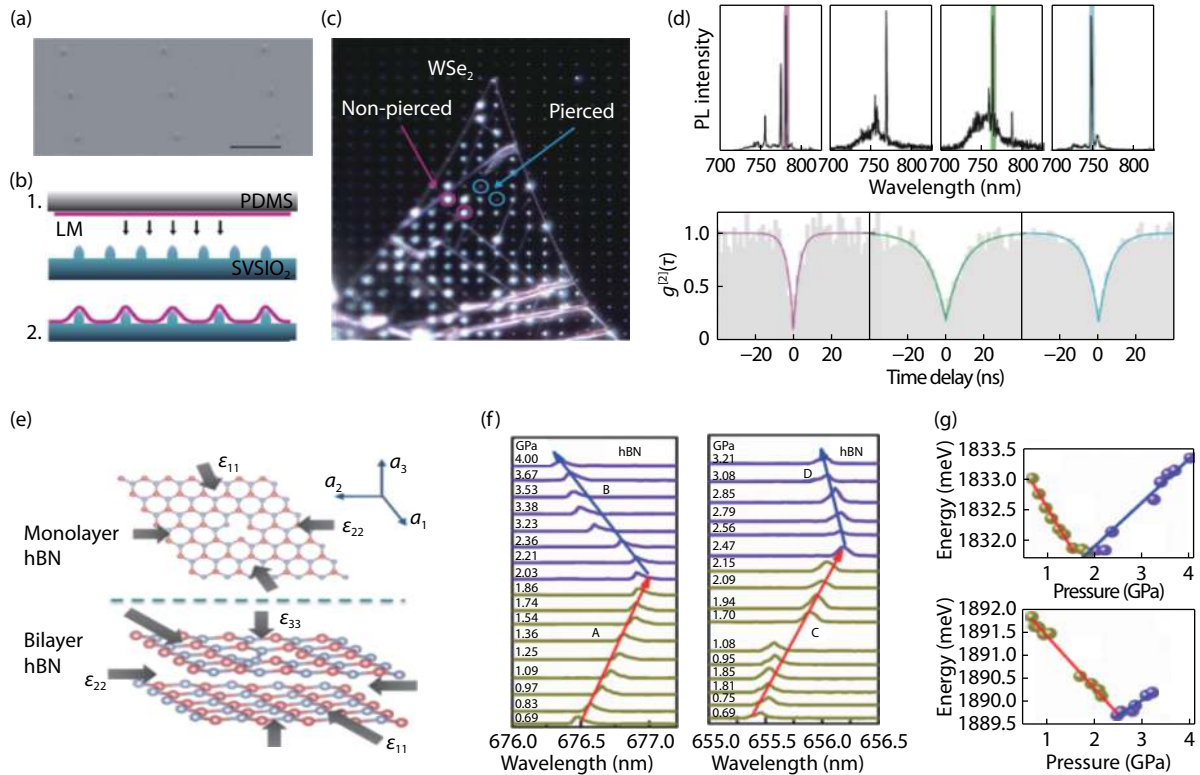 (a)
(b)
1.
PDMS
LM
SVSIO₂
2.
(c)
WSe₂
Non-pierced
Pierced
(d)
PL intensity
700 750 800
700 750 800
700 750 800
700 750 800
Wavelength (nm)
g[2](τ)
1.0
0.5
0
−20 0 20
−20 0 20
−20 0 20
Time delay (ns)
(e)
ε11
a3
a2
a1
Monolayer
hBN
ε22
Bilayer
hBN
ε33
ε22
ε11
(f)
GPa
hBN
4.00
3.67
3.53
B
3.38
3.23
2.36
2.21
2.03
1.86
1.74
1.54
1.36
A
1.25
1.09
0.97
0.83
0.69
676.0 676.5 677.0
Wavelength (nm)
GPa
hBN
3.21
3.08
D
2.85
2.79
2.56
2.47
2.15
2.09
1.94
1.70
1.08
C
0.95
1.85
1.81
0.75
0.69
655.0 655.5 656.0 656.5
Wavelength (nm)
(g)
Energy (meV)
1833.5
1833.0
1832.5
1832.0
1 2 3 4
Pressure (GPa)
Energy (meV)
1892.0
1891.5
1891.0
1890.5
1890.0
1889.5
1 2 3 4
Pressure (GPa)